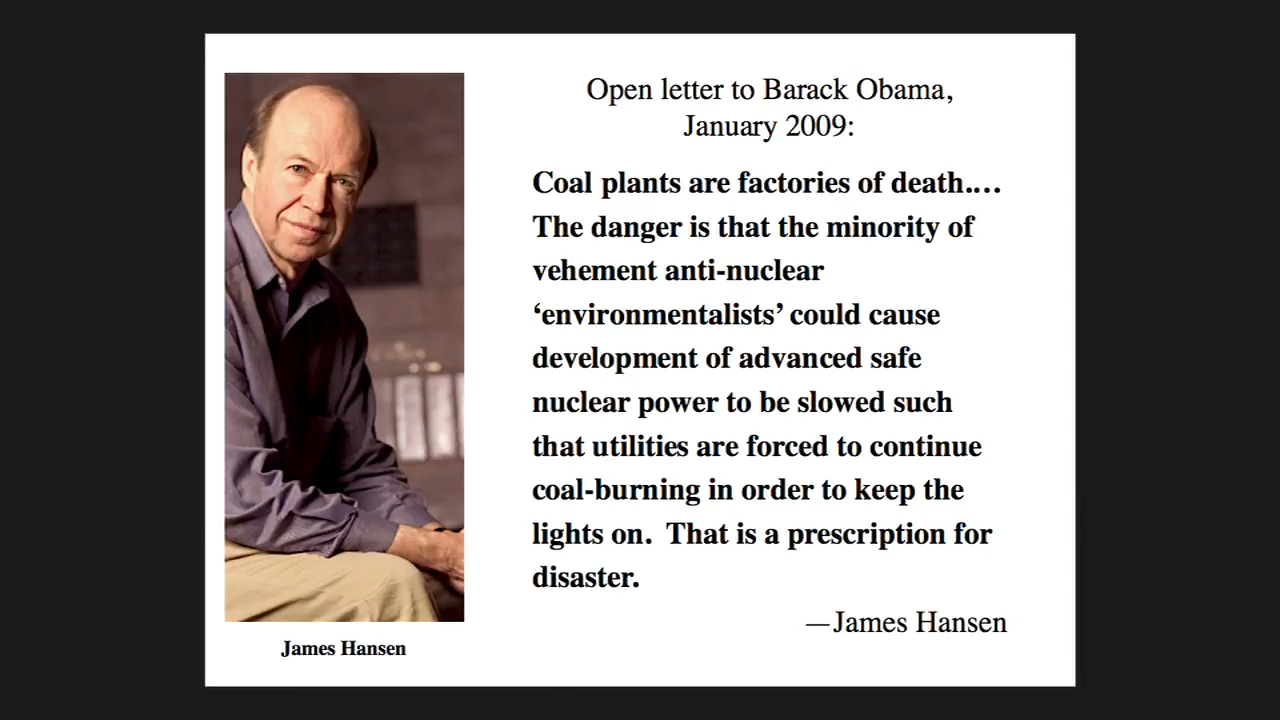 Open letter to Barack Obama,
January 2009:
Coal plants are factories of death.…
The danger is that the minority of
vehement anti-nuclear
‘environmentalists’ could cause
development of advanced safe
nuclear power to be slowed such
that utilities are forced to continue
coal-burning in order to keep the
lights on.  That is a prescription for
disaster.
—James Hansen
James Hansen